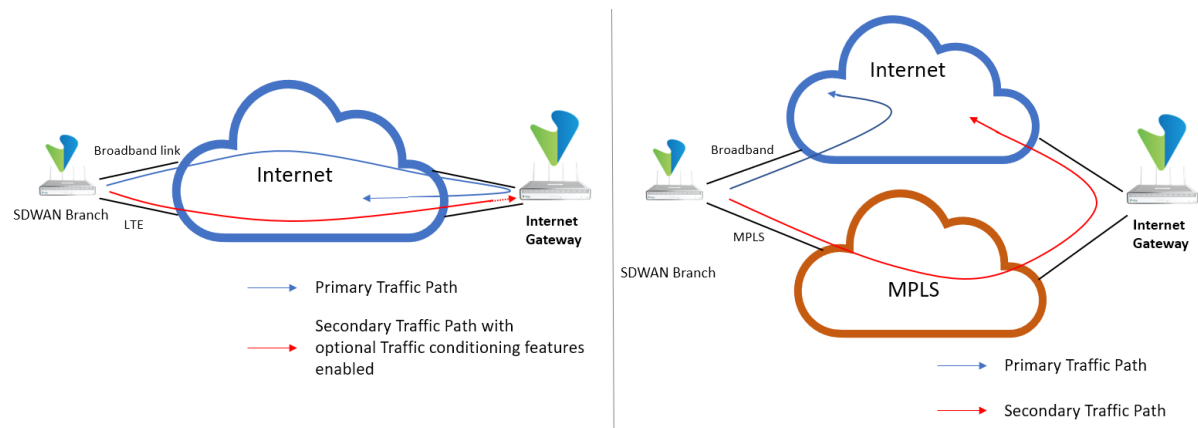 Internet
Broadband link
SDWAN Branch
LTE
Internet
Gateway
Primary Traffic Path
Secondary Traffic Path with
optional Traffic conditioning features
enabled
Internet
Broadband
MPLS
SDWAN Branch
MPLS
Internet
Gateway
Primary Traffic Path
Secondary Traffic Path